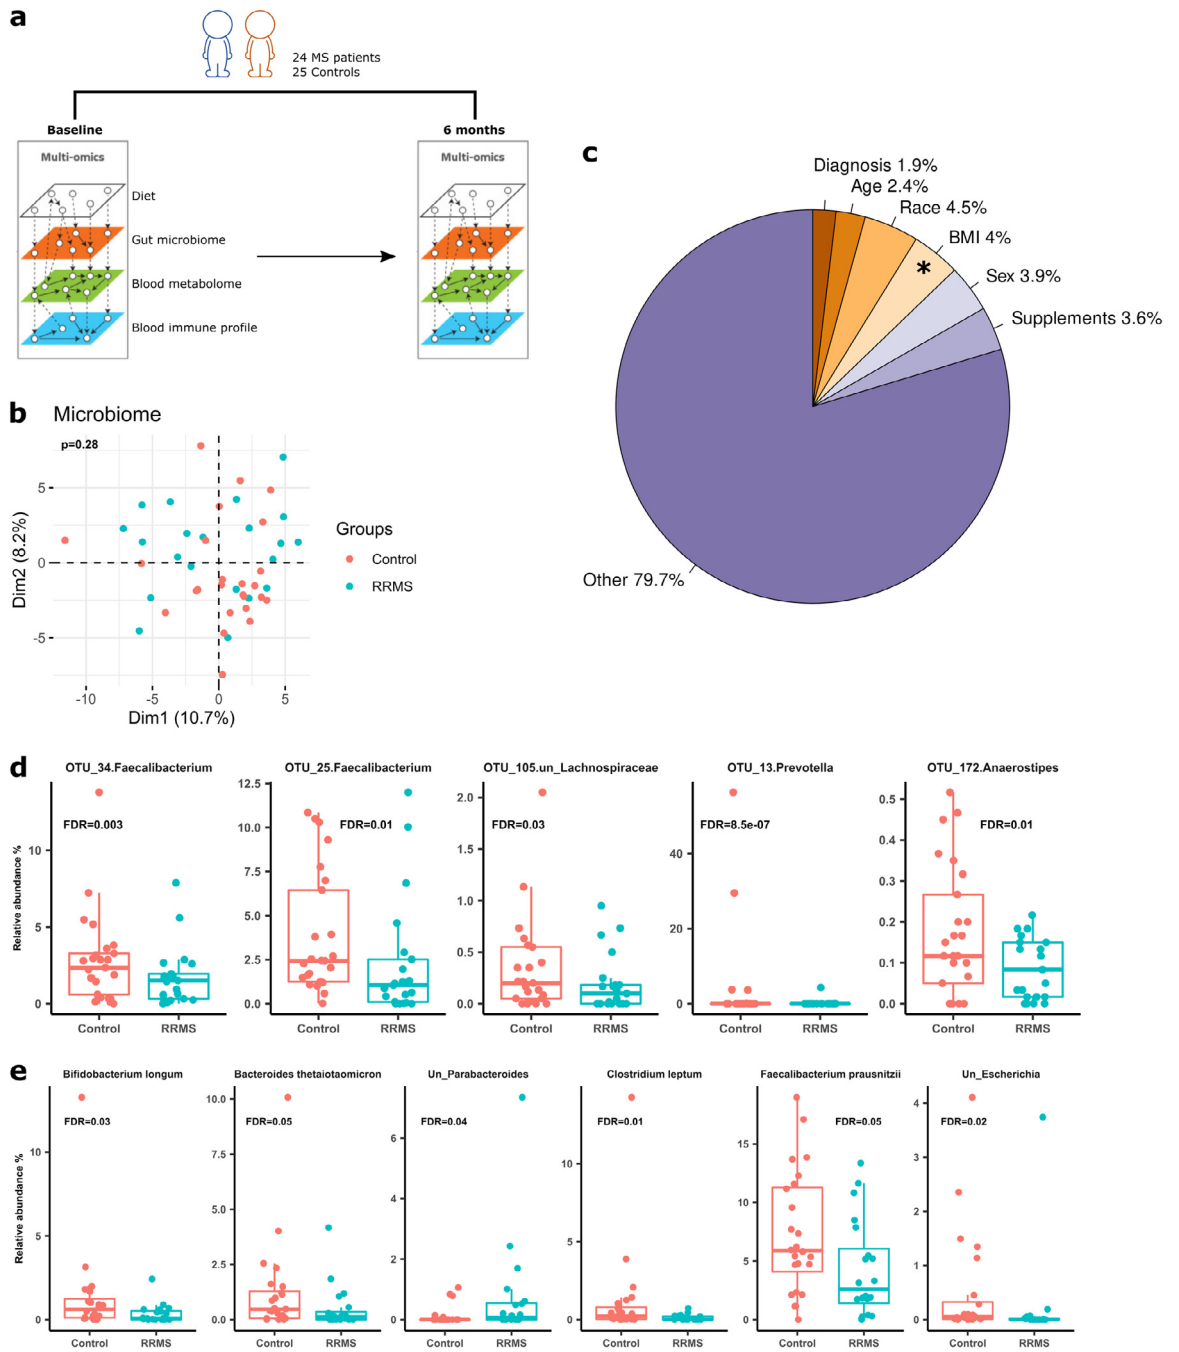 a
24 MS patients
25 Controls
Baseline
6 months
Multi-omics
Multi-omics
Diet
Gut microbiome
Blood metabolome
Blood immune profile
c
Diagnosis 1.9%
Age 2.4%
Race 4.5%
BMI 4%
*
Sex 3.9%
Supplements 3.6%
Other 79.7%
b
Microbiome
p=0.28
5
0
-5
-10
-5
0
5
Dim1 (10.7%)
Dim2 (8.2%)
Groups
Control
RRMS
d
OTU_34.Faecalibacterium
FDR=0.003
Relative abundance %
10
5
0
Control
RRMS
OTU_25.Faecalibacterium
FDR=0.01
12.5
10.0
7.5
5.0
2.5
0.0
Control
RRMS
OTU_105.un_Lachnospiraceae
FDR=0.03
2.0
1.5
1.0
0.5
0.0
Control
RRMS
OTU_13.Prevotella
FDR=8.5e-07
40
20
0
Control
RRMS
OTU_172.Anaerostipes
FDR=0.01
0.5
0.4
0.3
0.2
0.1
0.0
Control
RRMS
e
Bifidobacterium longum
FDR=0.03
Relative abundance %
10
5
0
Control
RRMS
Bacteroides thetaiotaomicron
FDR=0.05
10.0
7.5
5.0
2.5
0.0
Control
RRMS
Un_Parabacteroides
FDR=0.04
6
4
2
0
Control
RRMS
Clostridium leptum
FDR=0.01
10
5
0
Control
RRMS
Faecalibacterium prausnitzii
FDR=0.05
15
10
5
0
Control
RRMS
Un_Escherichia
FDR=0.02
4
3
2
1
0
Control
RRMS